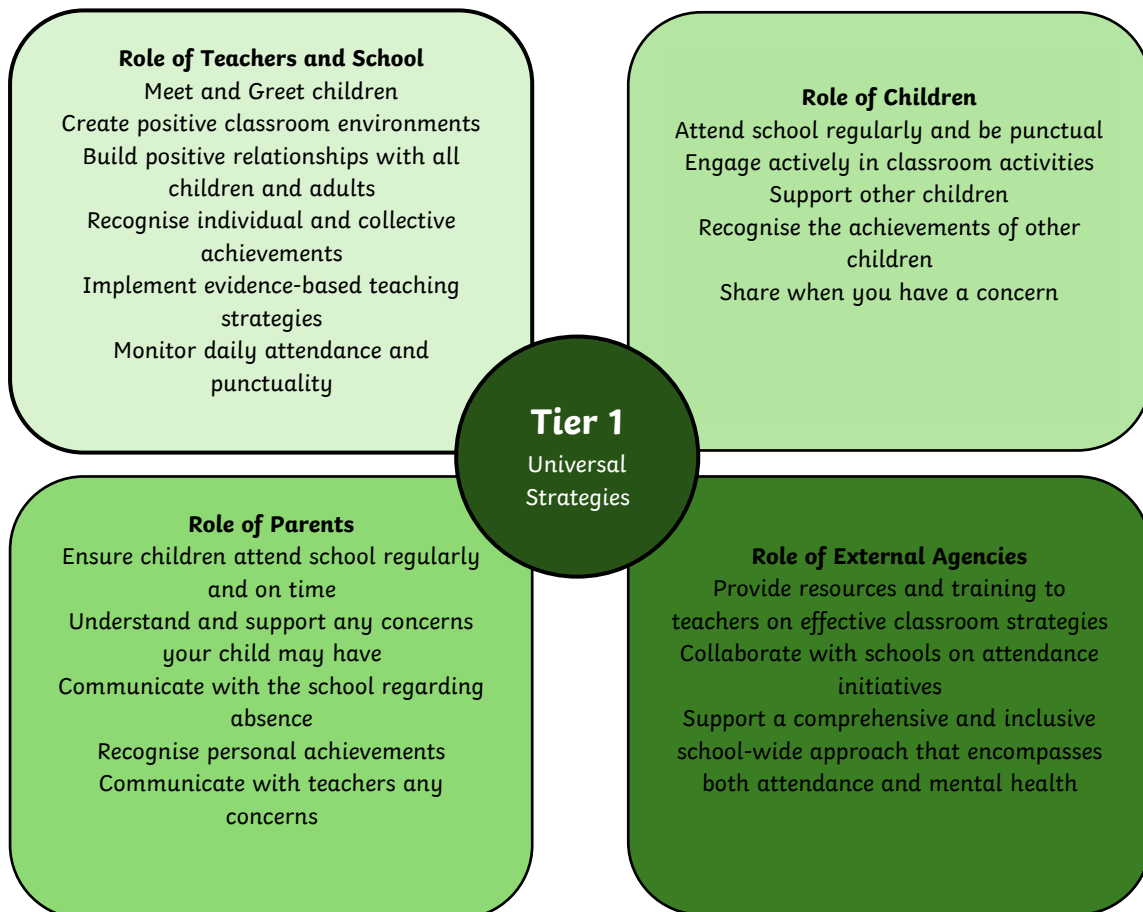 Role of Teachers and School
Meet and Greet children
Create positive classroom environments
Build positive relationships with all
children and adults
Recognise individual and collective
achievements
Implement evidence-based teaching
strategies
Monitor daily attendance and
punctuality
Role of Children
Attend school regularly and be punctual
Engage actively in classroom activities
Support other children
Recognise the achievements of other
children
Share when you have a concern
Tier 1
Universal
Strategies
Role of Parents
Ensure children attend school regularly
and on time
Understand and support any concerns
your child may have
Communicate with the school regarding
absence
Recognise personal achievements
Communicate with teachers any
concerns
Role of External Agencies
Provide resources and training to
teachers on effective classroom strategies
Collaborate with schools on attendance
initiatives
Support a comprehensive and inclusive
school-wide approach that encompasses
both attendance and mental health